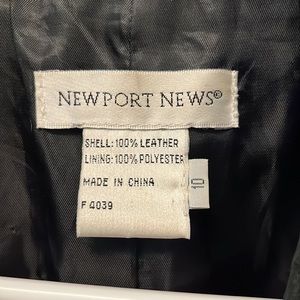 NEWPORT NEWS®
SHELL: 100% LEATHER
LINING: 100% POLYESTER
MADE IN CHINA
F 4039
10